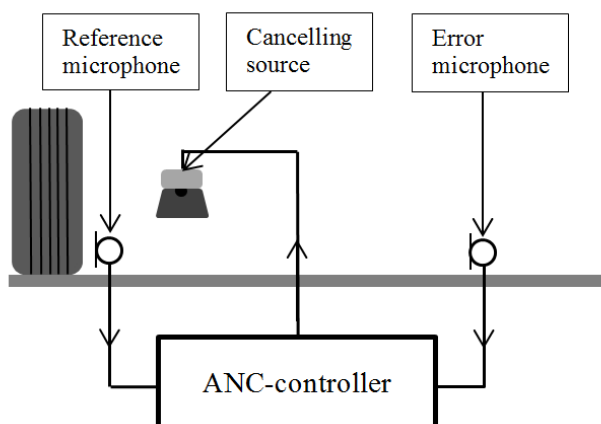 Reference
microphone
Cancelling
source
Error
microphone
ANC-controller